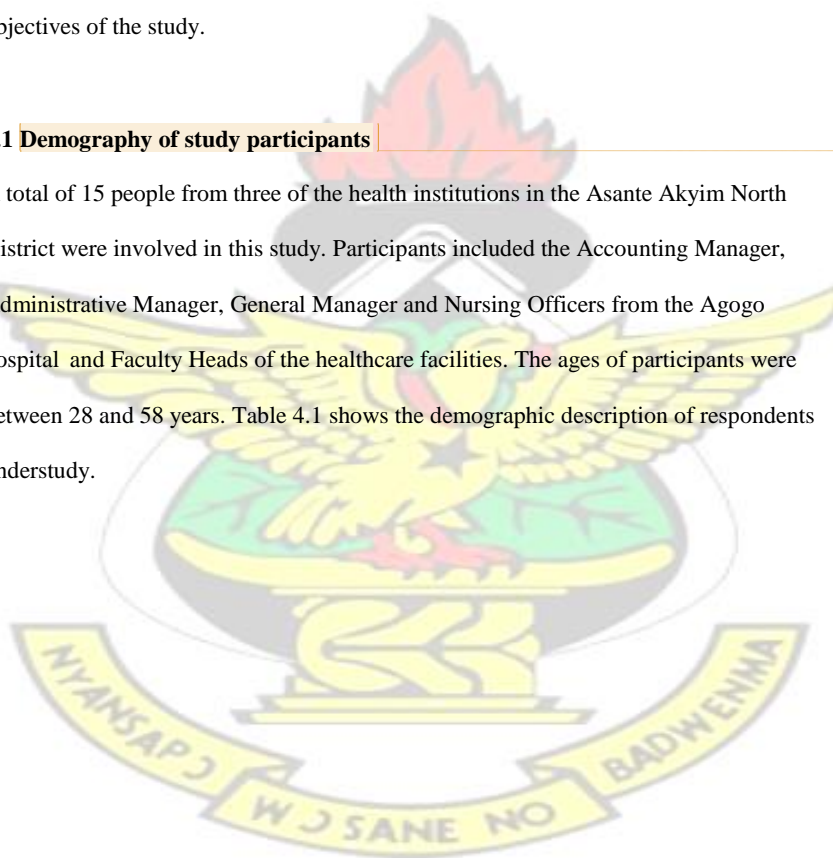 bjectives of the study.
.1 Demography of study participants
total of 15 people from three of the health institutions in the Asante Akyim North
istrict were involved in this study. Participants included the Accounting Manager,
dministrative Manager, General Manager and Nursing Officers from the Agogo
ospital and Faculty Heads of the healthcare facilities. The ages of participants were
etween 28 and 58 years. Table 4.1 shows the demographic description of respondents
nderstudy.
NYANSAPƆ WƆSANE NO BADWENMA